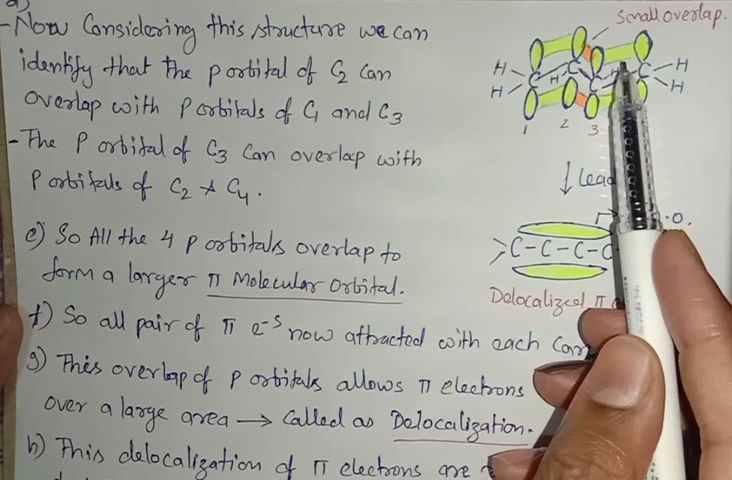 a)
- Now Considering this structure we can
identify that the p orbital of C2 can
overlap with p orbitals of C1 and C3
- The p orbital of C3 can overlap with
p orbitals of C2 & C4.
e) So All the 4 p orbitals overlap to
form a larger π Molecular Orbital.
f) So all pair of π e-s now attracted with each
g) This overlap of p orbitals allows π electrons
over a large area → called as Delocalization.
h) This delocalization of π electrons are
Small overlap.
H C C H
H H C C H H
1 2 3
↓ Lead
O.
C-C-C-C
Delocalized π